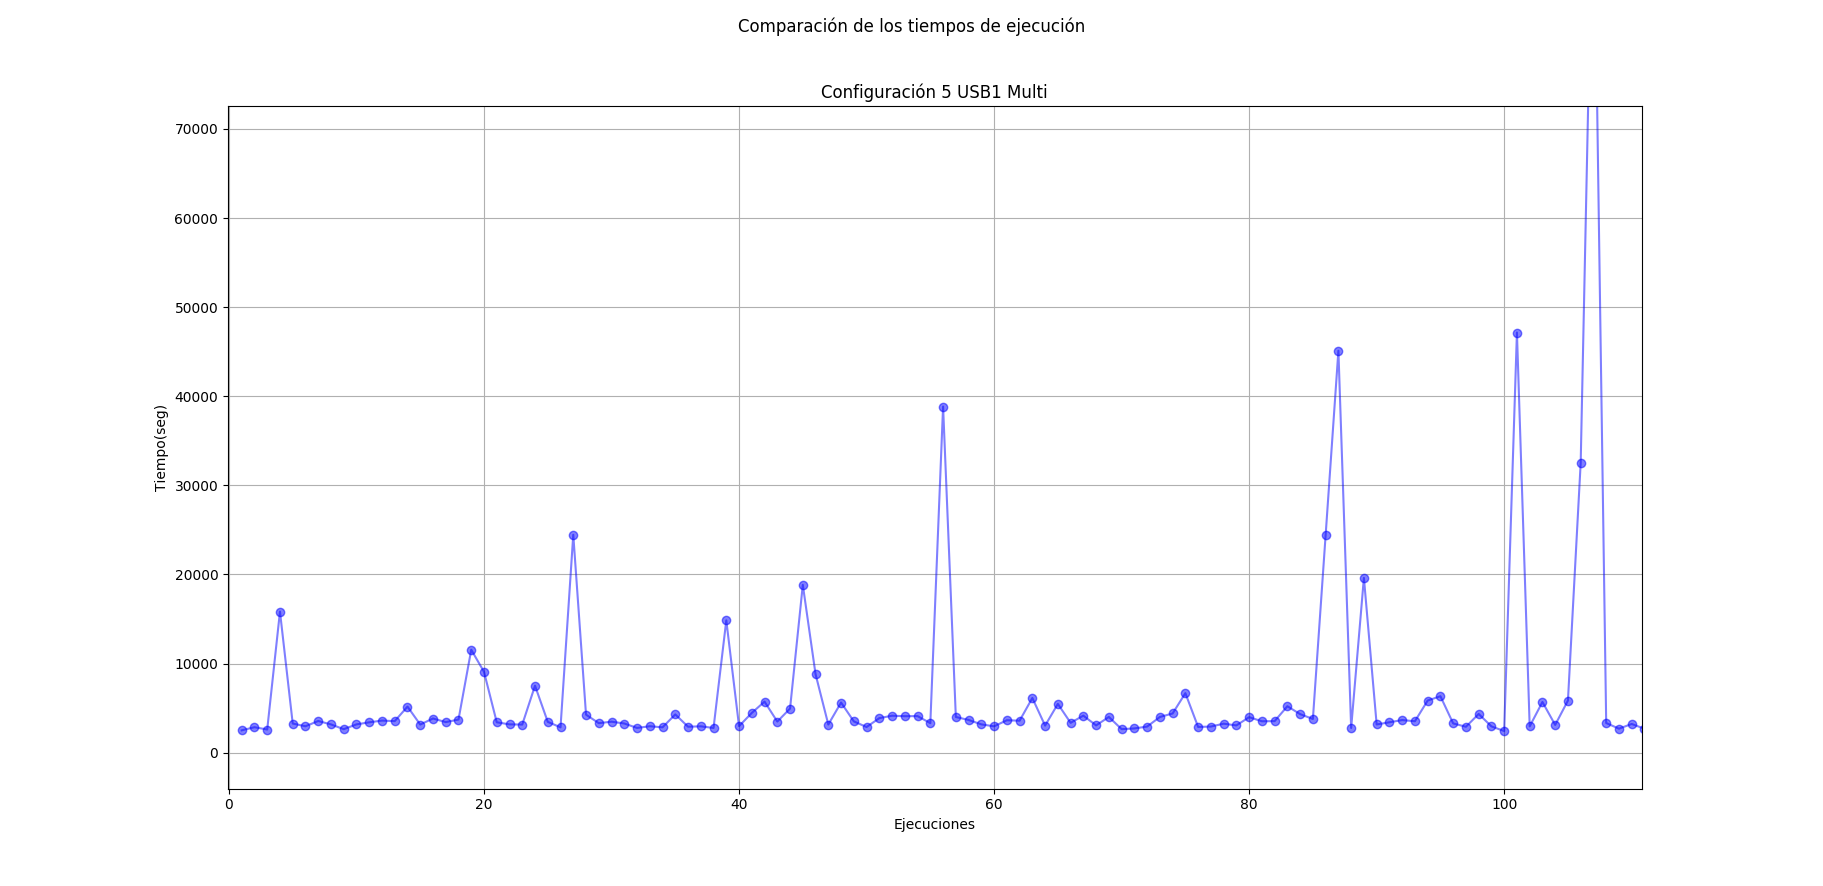 Comparación de los tiempos de ejecución
Configuración 5 USB1 Multi
70000
60000
50000
40000
30000
20000
10000
0
Tiempo(seg)
0 20 40 60 80 100
Ejecuciones